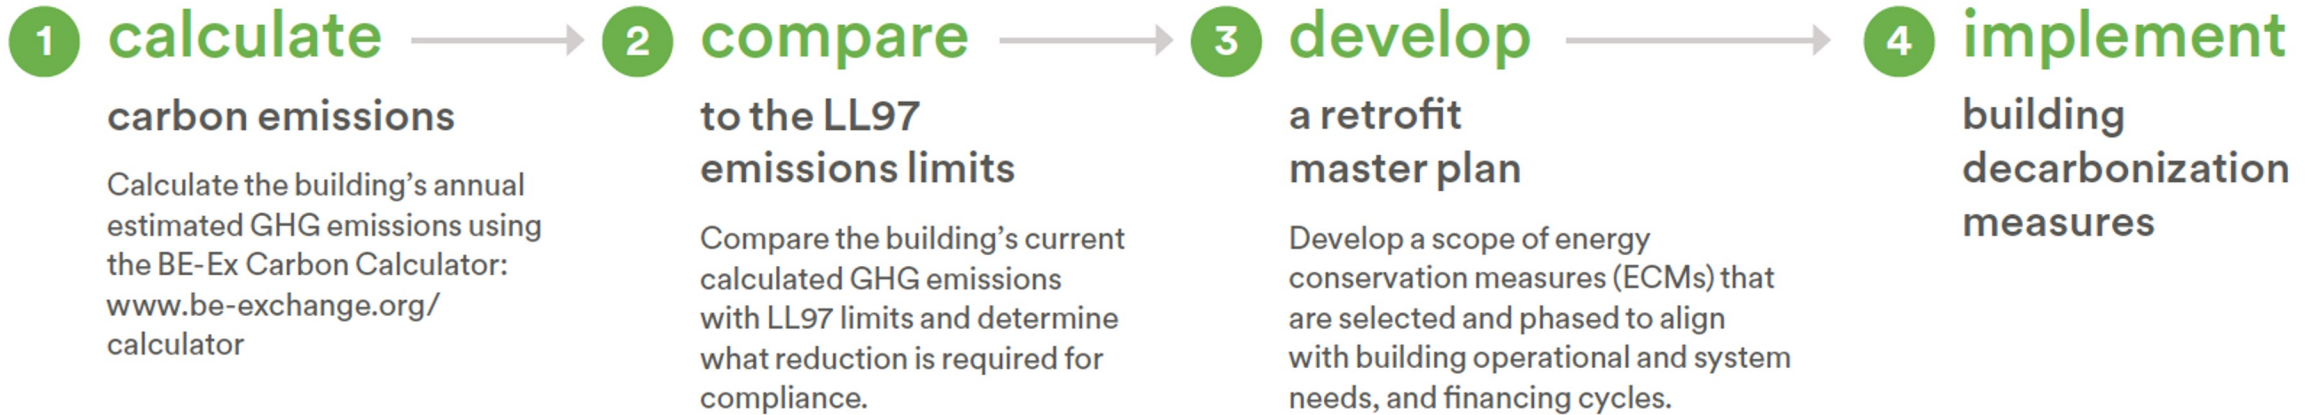 1 calculate
carbon emissions
Calculate the building's annual
estimated GHG emissions using
the BE-Ex Carbon Calculator:
www.be-exchange.org/
calculator
2 compare
to the LL97
emissions limits
Compare the building's current
calculated GHG emissions
with LL97 limits and determine
what reduction is required for
compliance.
3 develop
a retrofit
master plan
Develop a scope of energy
conservation measures (ECMs) that
are selected and phased to align
with building operational and system
needs, and financing cycles.
4 implement
building
decarbonization
measures